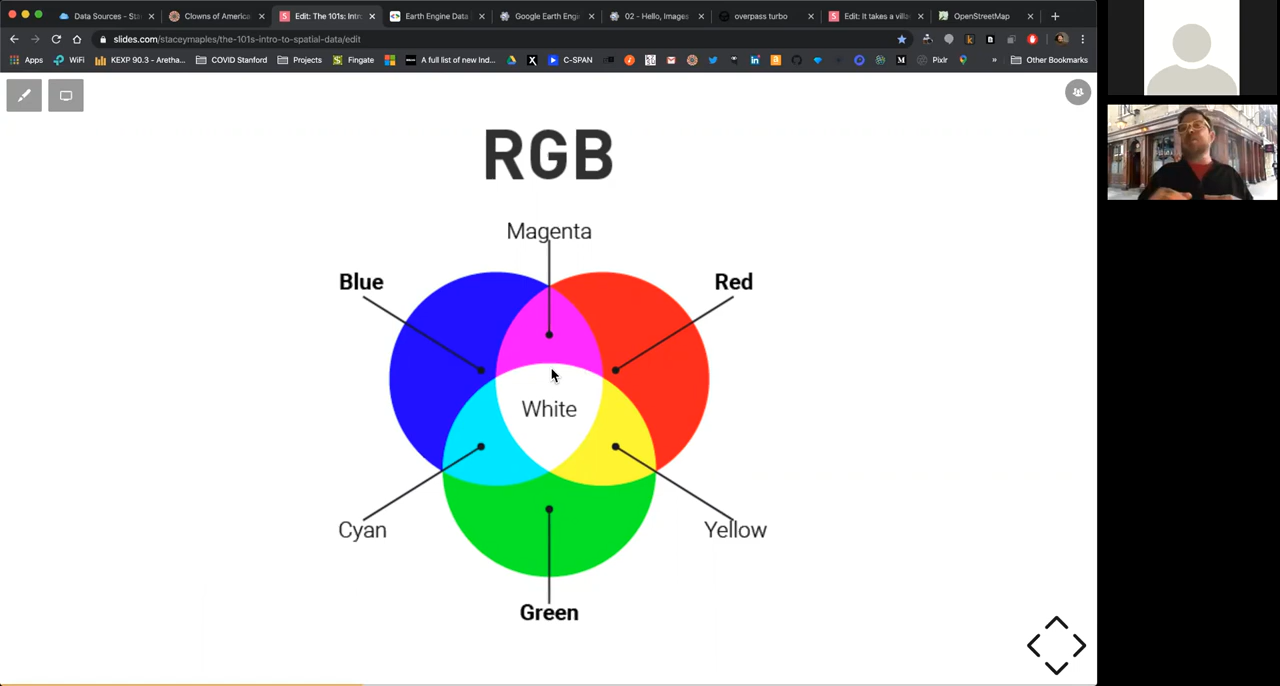 Data Sources - Sta
Clowns of America
Edit: The 101s: Intro
Earth Engine Data
Google Earth Engi
02 - Hello, Images
overpass turbo
Edit: It takes a villa
OpenStreetMap
slides.com/staceymaples/the-101s-intro-to-spatial-data/edit
Apps
WiFi
KEXP 90.3 - Aretha...
COVID Stanford
Projects
Fingate
A full list of new Ind...
C-SPAN
Pixlr
»
Other Bookmarks
RGB
Magenta
Blue
Red
White
Cyan
Yellow
Green